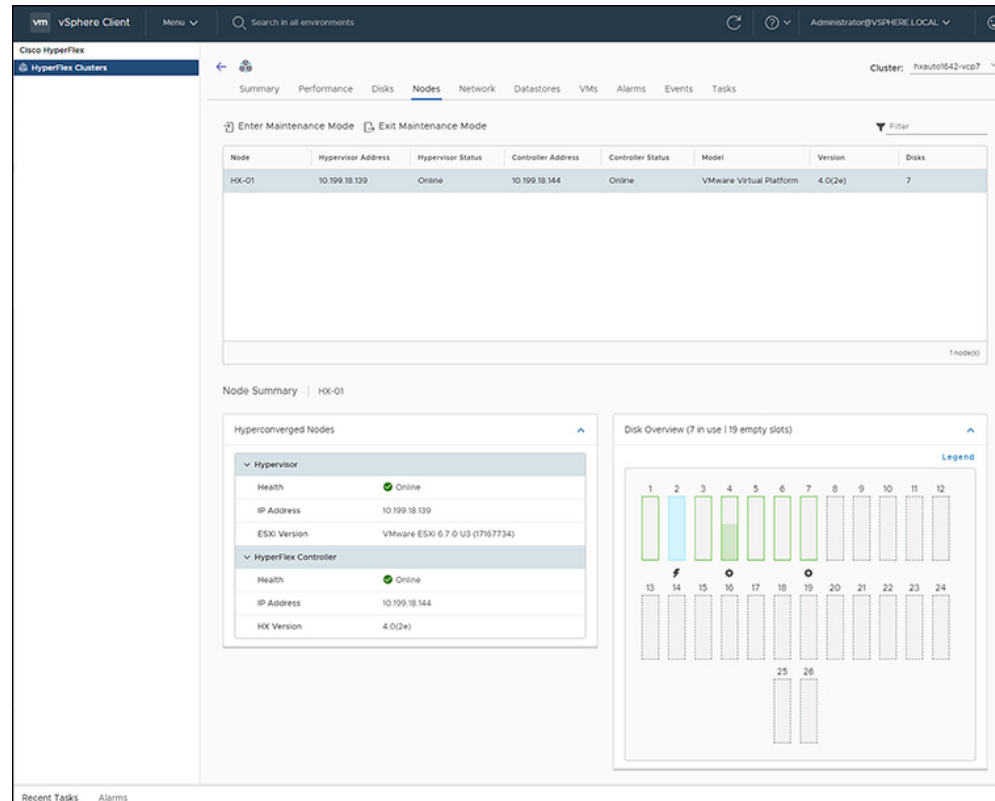 vm vSphere Client Menu Search in all environments Administrator@VSPHERE.LOCAL
Cisco HyperFlex
HyperFlex Clusters
Cluster: hxauto1642-vcp7
Summary Performance Disks Nodes Network Datastores VMs Alarms Events Tasks
Enter Maintenance Mode Exit Maintenance Mode Filter
Node Hypervisor Address Hypervisor Status Controller Address Controller Status Model Version Disks
HX-01 10.199.18.139 Online 10.199.18.144 Online VMware Virtual Platform 4.0(2e) 7
1 node(s)
Node Summary | HX-01
Hyperconverged Nodes
Hypervisor
Health Online
IP Address 10.199.18.139
ESXi Version VMware ESXi 6.7.0 U3 (17167734)
HyperFlex Controller
Health Online
IP Address 10.199.18.144
HX Version 4.0(2e)
Disk Overview (7 in use | 19 empty slots)
Legend
1 2 3 4 5 6 7 8 9 10 11 12
13 14 15 16 17 18 19 20 21 22 23 24
25 26
Recent Tasks Alarms